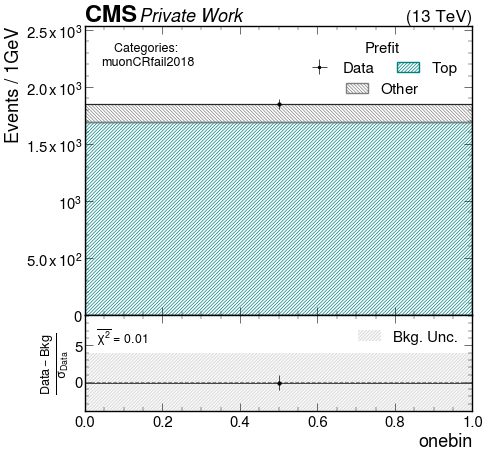 CMS Private Work (13 TeV)
Events / 1GeV
2.5 x 10³
2.0 x 10³
1.5 x 10³
10³
5.0 x 10²
0
Categories:
muonCRfail2018
Prefit
Data
Top
Other
Data − Bkg
σData
5
0
χ² = 0.01
Bkg. Unc.
0.0 0.2 0.4 0.6 0.8 1.0
onebin